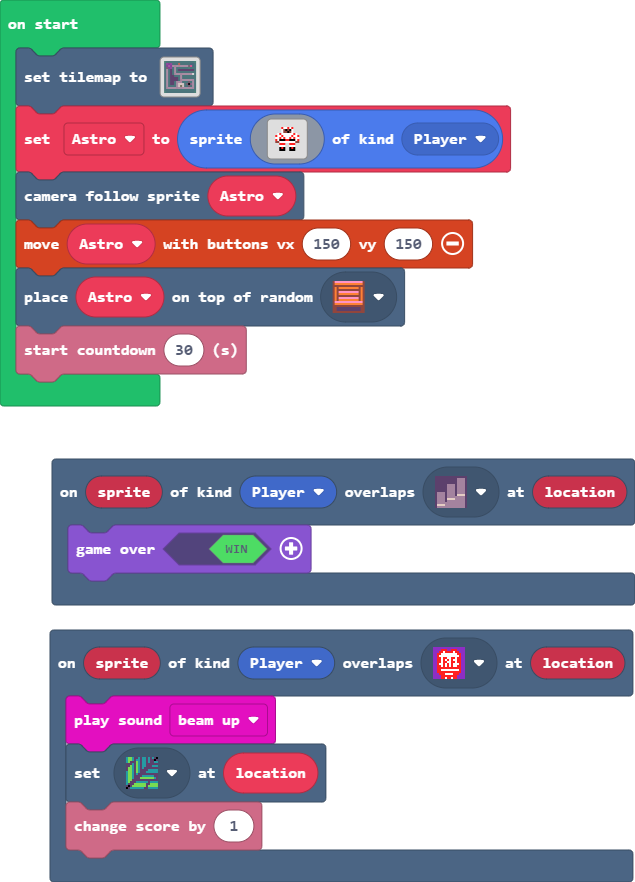 on start
set tilemap to
set Astro to sprite of kind Player
camera follow sprite Astro
move Astro with buttons vx 150 vy 150
place Astro on top of random
start countdown 30 (s)
on sprite of kind Player overlaps at location
game over WIN
on sprite of kind Player overlaps at location
play sound beam up
set at location
change score by 1